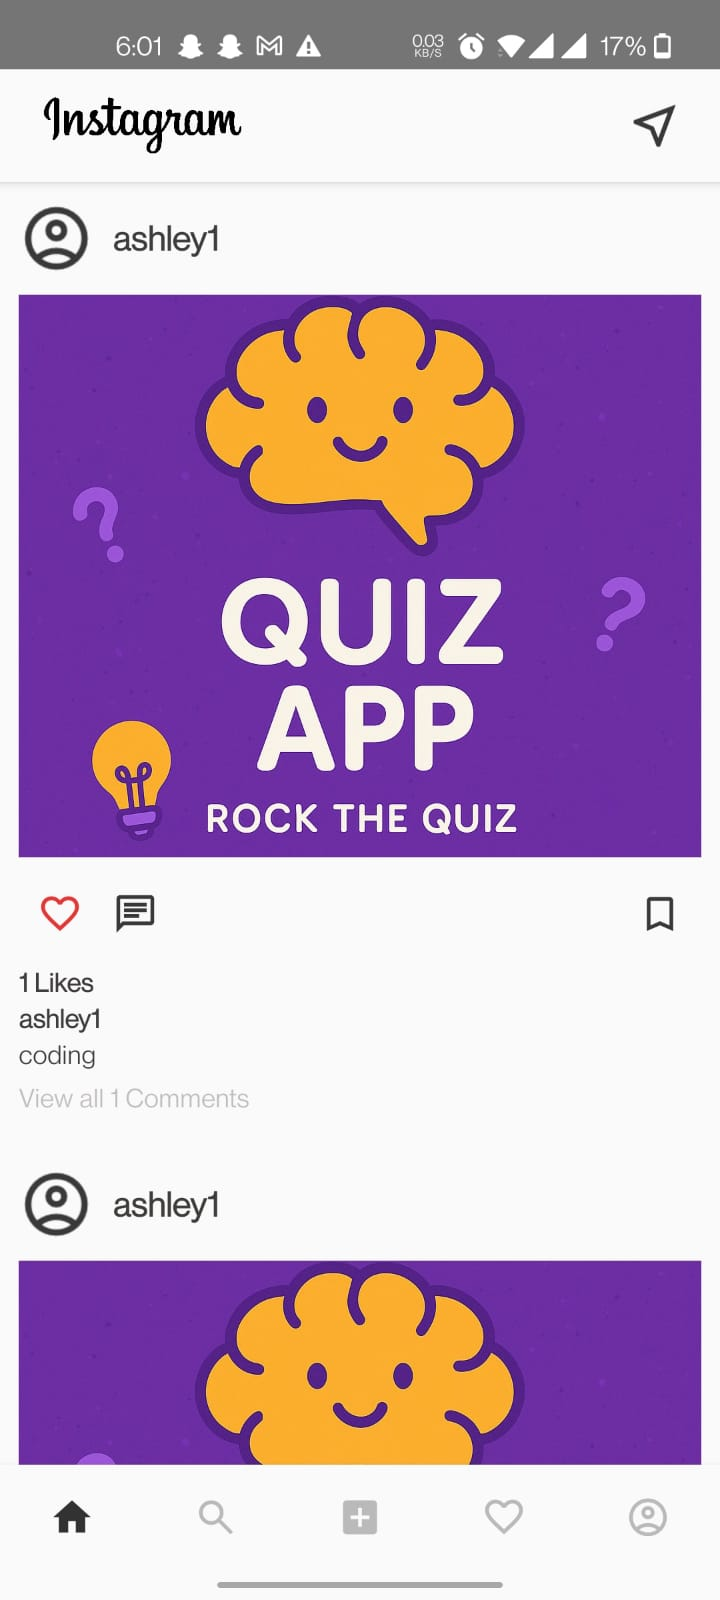 6:01 0.03 KB/S 17%
Instagram
ashley1
QUIZ
APP
ROCK THE QUIZ
1 Likes
ashley1
coding
View all 1 Comments
ashley1